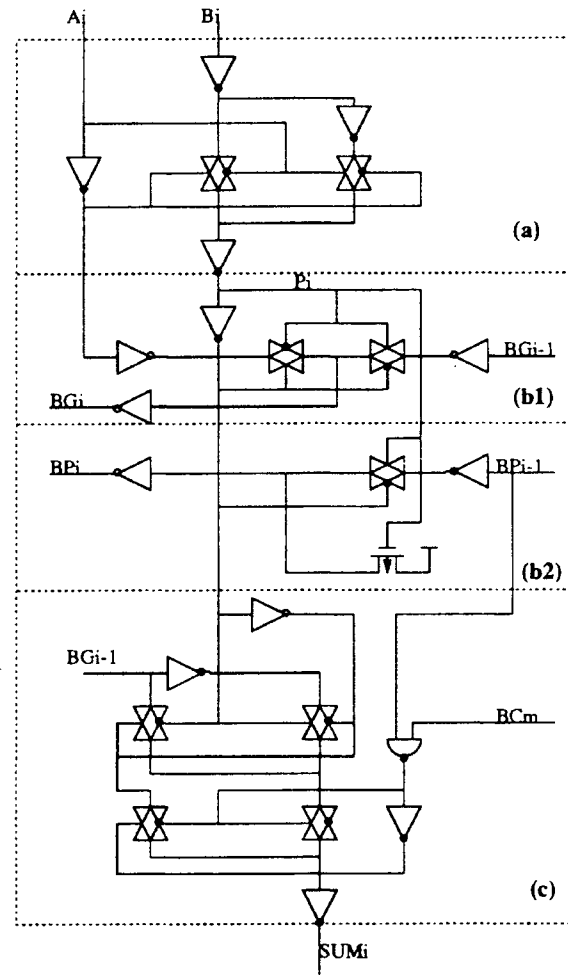 Ai Bi
(a)
Pi
BGi-1
BGi
(b1)
BPi BPi-1
(b2)
BGi-1
BCm
(c)
SUMi